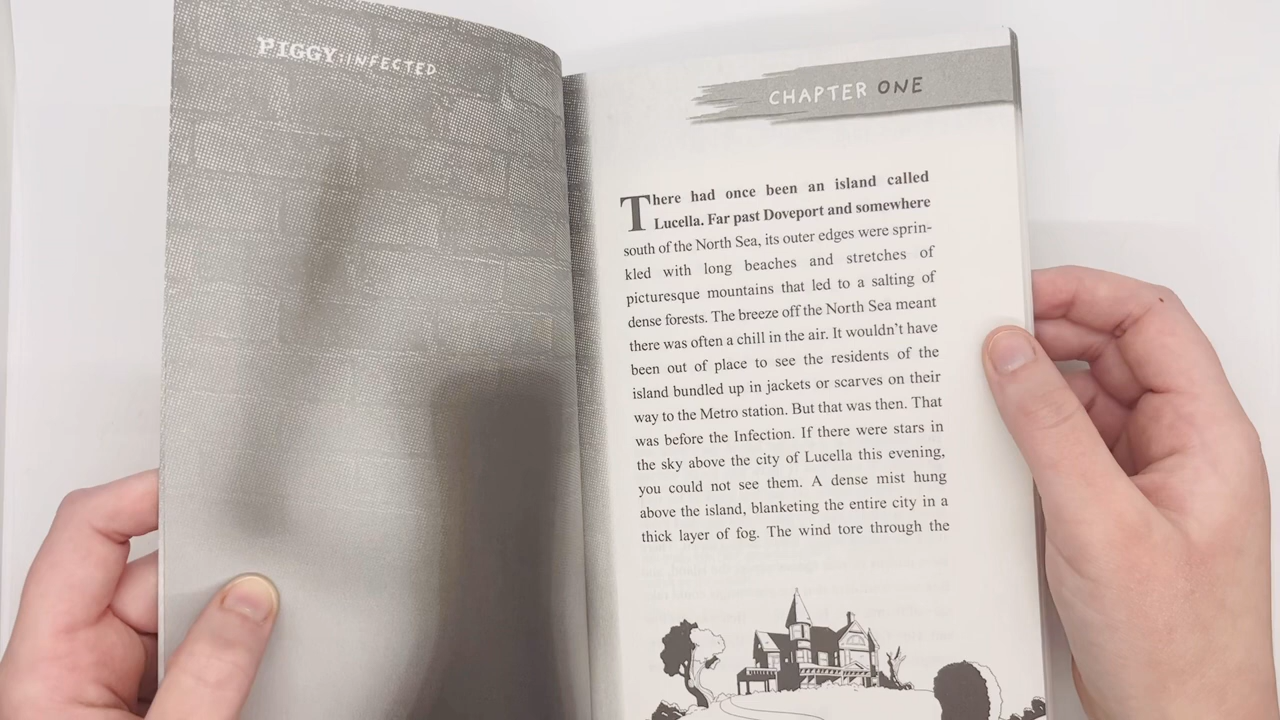 PIGGY: INFECTED
CHAPTER ONE
There had once been an island called
Lucella. Far past Doveport and somewhere
south of the North Sea, its outer edges were sprin-
kled with long beaches and stretches of
picturesque mountains that led to a salting of
dense forests. The breeze off the North Sea meant
there was often a chill in the air. It wouldn't have
been out of place to see the residents of the
island bundled up in jackets or scarves on their
way to the Metro station. But that was then. That
was before the Infection. If there were stars in
the sky above the city of Lucella this evening,
you could not see them. A dense mist hung
above the island, blanketing the entire city in a
thick layer of fog. The wind tore through the